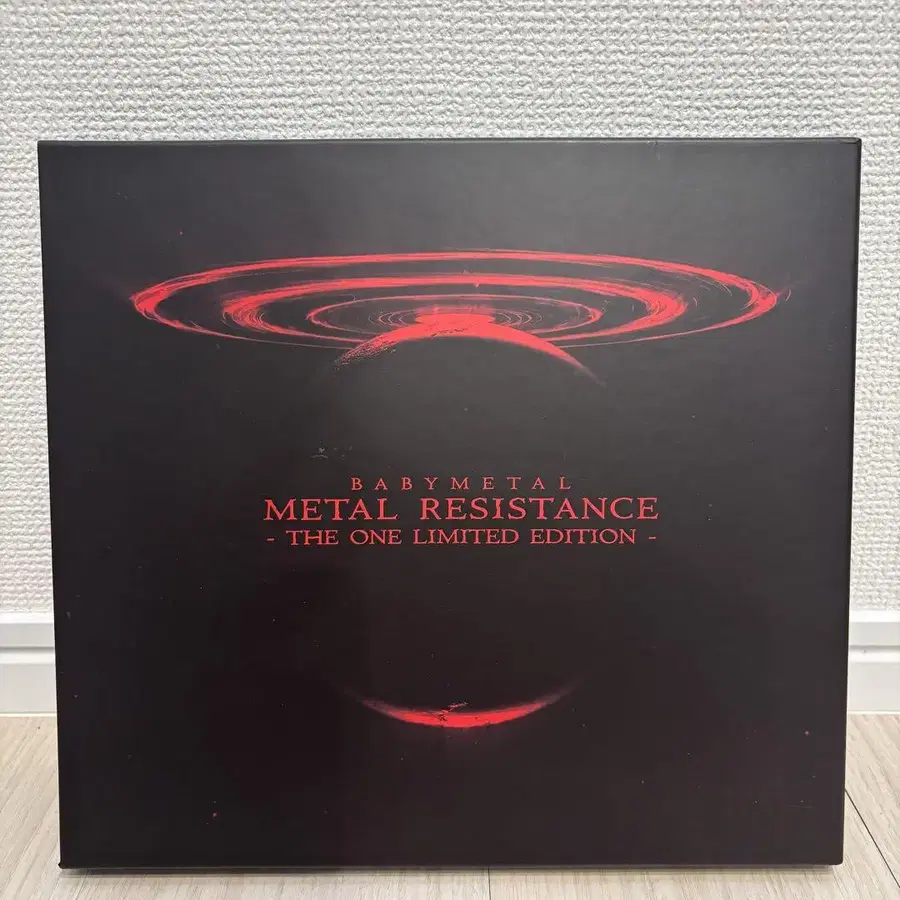 BABYMETAL
METAL RESISTANCE
- THE ONE LIMITED EDITION -